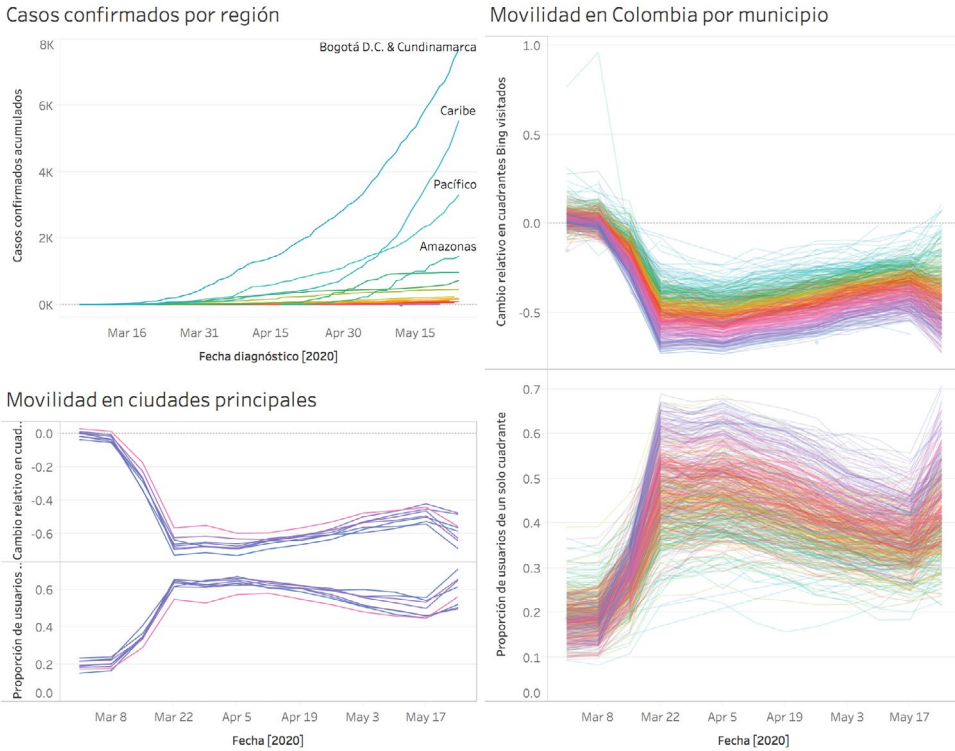 Casos confirmados por región
8K
6K
4K
2K
0K
Casos confirmados acumulados
Bogotá D.C. & Cundinamarca
Caribe
Pacífico
Amazonas
Mar 16 Mar 31 Apr 15 Apr 30 May 15
Fecha diagnóstico [2020]
Movilidad en ciudades principales
Cambio relativo en cuad..
0.0
-0.2
-0.4
-0.6
Proporción de usuarios ..
0.6
0.4
0.2
0.0
Mar 8 Mar 22 Apr 5 Apr 19 May 3 May 17
Fecha [2020]
Movilidad en Colombia por municipio
Cambio relativo en cuadrantes Bing visitados
1.0
0.5
0.0
-0.5
Proporción de usuarios de un solo cuadrante
0.7
0.6
0.5
0.4
0.3
0.2
0.1
0.0
Mar 8 Mar 22 Apr 5 Apr 19 May 3 May 17
Fecha [2020]